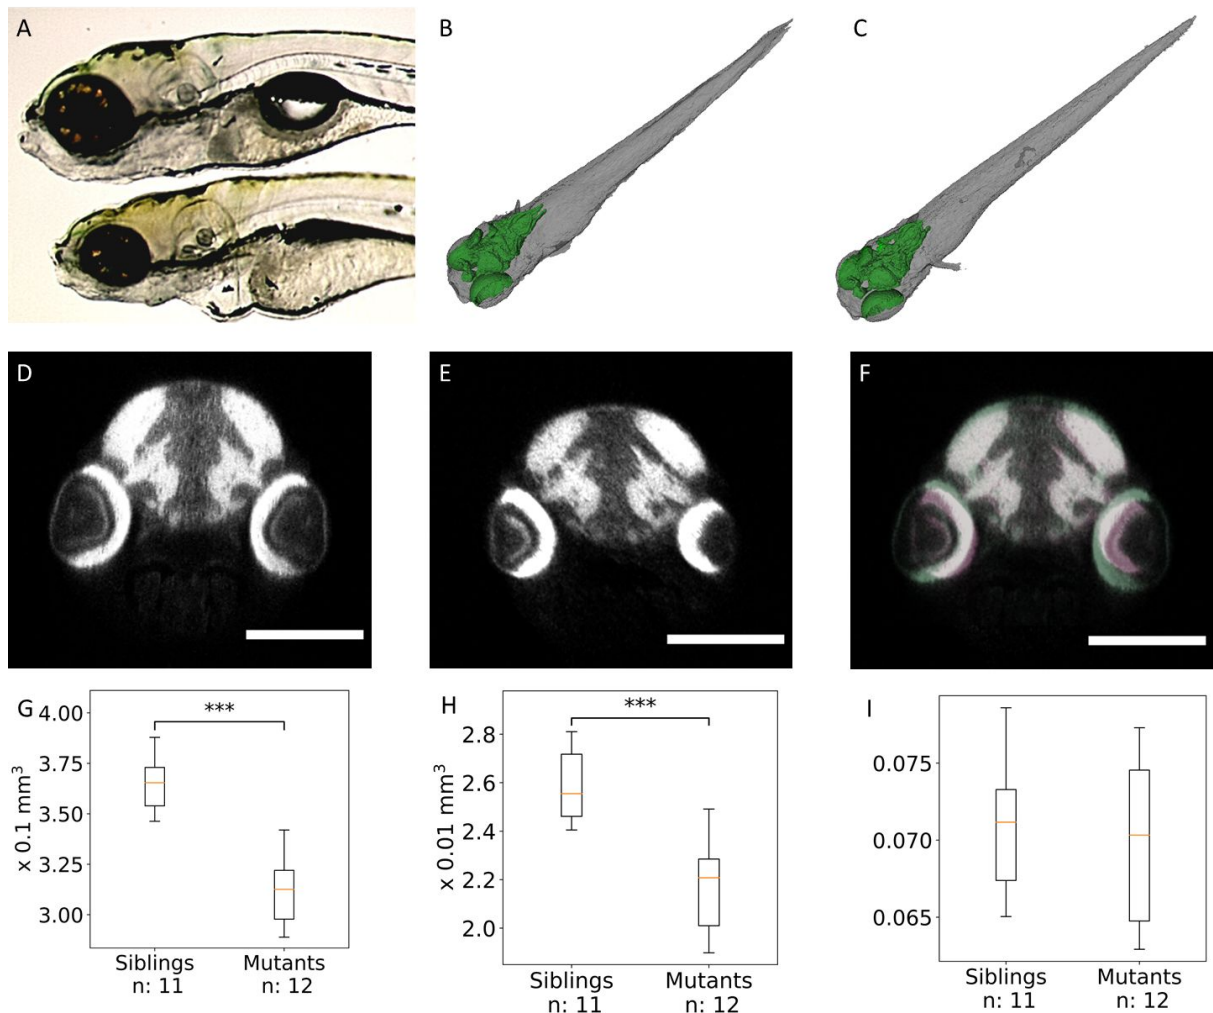 A
B
C
D
E
F
G
4.00
3.75
3.50
3.25
3.00
x 0.1 mm³
***
Siblings
n: 11
Mutants
n: 12
H
2.8
2.6
2.4
2.2
2.0
x 0.01 mm³
***
Siblings
n: 11
Mutants
n: 12
I
0.075
0.070
0.065
Siblings
n: 11
Mutants
n: 12